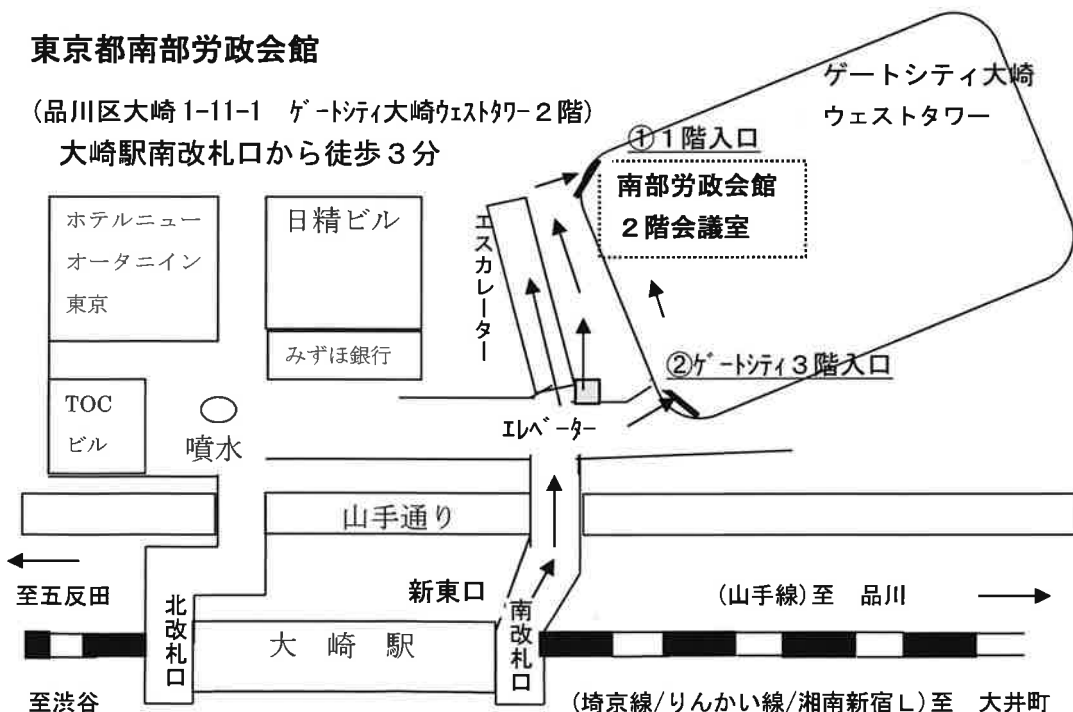 東京都南部労政会館
(品川区大崎1-11-1 ゲートシティ大崎ウェストタワー2階)
大崎駅南改札口から徒歩3分
ゲートシティ大崎
ウェストタワー
①1階入口
南部労政会館
2階会議室
ホテルニュー
オータニイン
東京
日精ビル
みずほ銀行
エスカレーター
②ゲートシティ3階入口
TOC
ビル
噴水
エレベーター
山手通り
至五反田
北改札口
新東口
南改札口
(山手線)至 品川
大崎駅
至渋谷
(埼京線/りんかい線/湘南新宿L)至 大井町